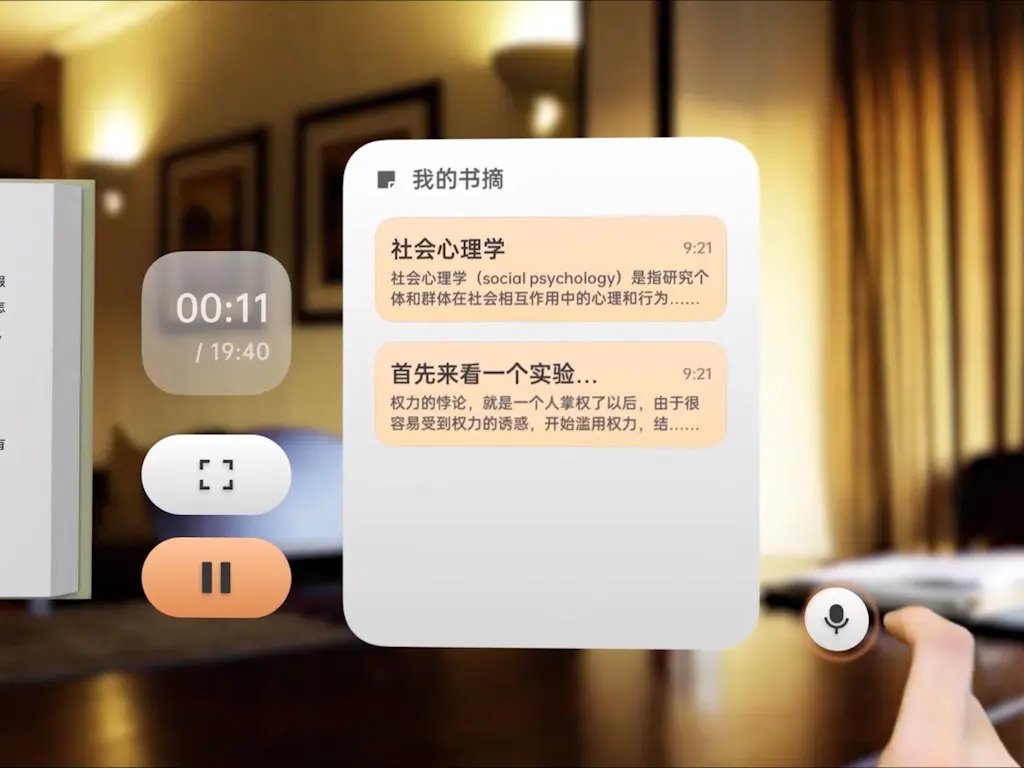 我的书摘
社会心理学
9:21
社会心理学（social psychology）是指研究个
体和群体在社会相互作用中的心理和行为……
首先来看一个实验…
9:21
权力的悖论，就是一个人掌权了以后，由于很
容易受到权力的诱惑，开始滥用权力，结……
00:11
/ 19:40
有